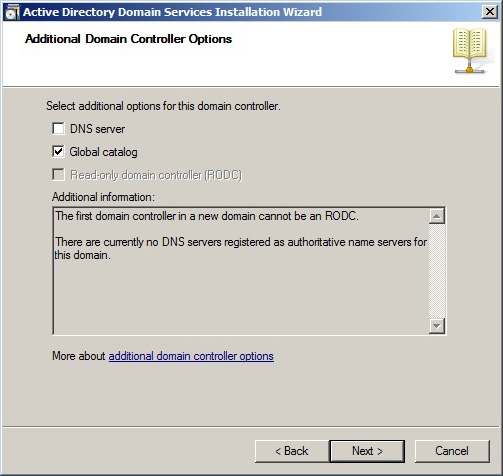 Active Directory Domain Services Installation Wizard
Additional Domain Controller Options
Select additional options for this domain controller.
DNS server
Global catalog
Read-only domain controller (RODC)
Additional information:
The first domain controller in a new domain cannot be an RODC.
There are currently no DNS servers registered as authoritative name servers for
this domain.
More about additional domain controller options
< Back Next > Cancel